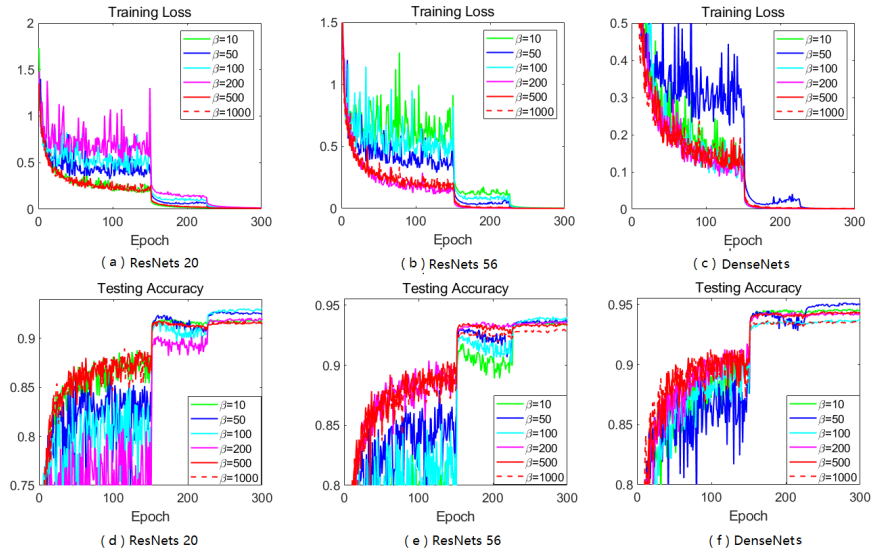 Training Loss
2
1.5
1
0.5
0
β=10
β=50
β=100
β=200
β=500
β=1000
0 100 200 300
Epoch
( a ) ResNets 20
Training Loss
1.5
1
0.5
0
β=10
β=50
β=100
β=200
β=500
β=1000
0 100 200 300
Epoch
( b ) ResNets 56
Training Loss
0.5
0.4
0.3
0.2
0.1
0
β=10
β=50
β=100
β=200
β=500
β=1000
0 100 200 300
Epoch
( c ) DenseNets
Testing Accuracy
0.9
0.85
0.8
0.75
β=10
β=50
β=100
β=200
β=500
β=1000
0 100 200 300
Epoch
( d ) ResNets 20
Testing Accuracy
0.95
0.9
0.85
0.8
β=10
β=50
β=100
β=200
β=500
β=1000
0 100 200 300
Epoch
( e ) ResNets 56
Testing Accuracy
0.95
0.9
0.85
0.8
β=10
β=50
β=100
β=200
β=500
β=1000
0 100 200 300
Epoch
( f ) DenseNets